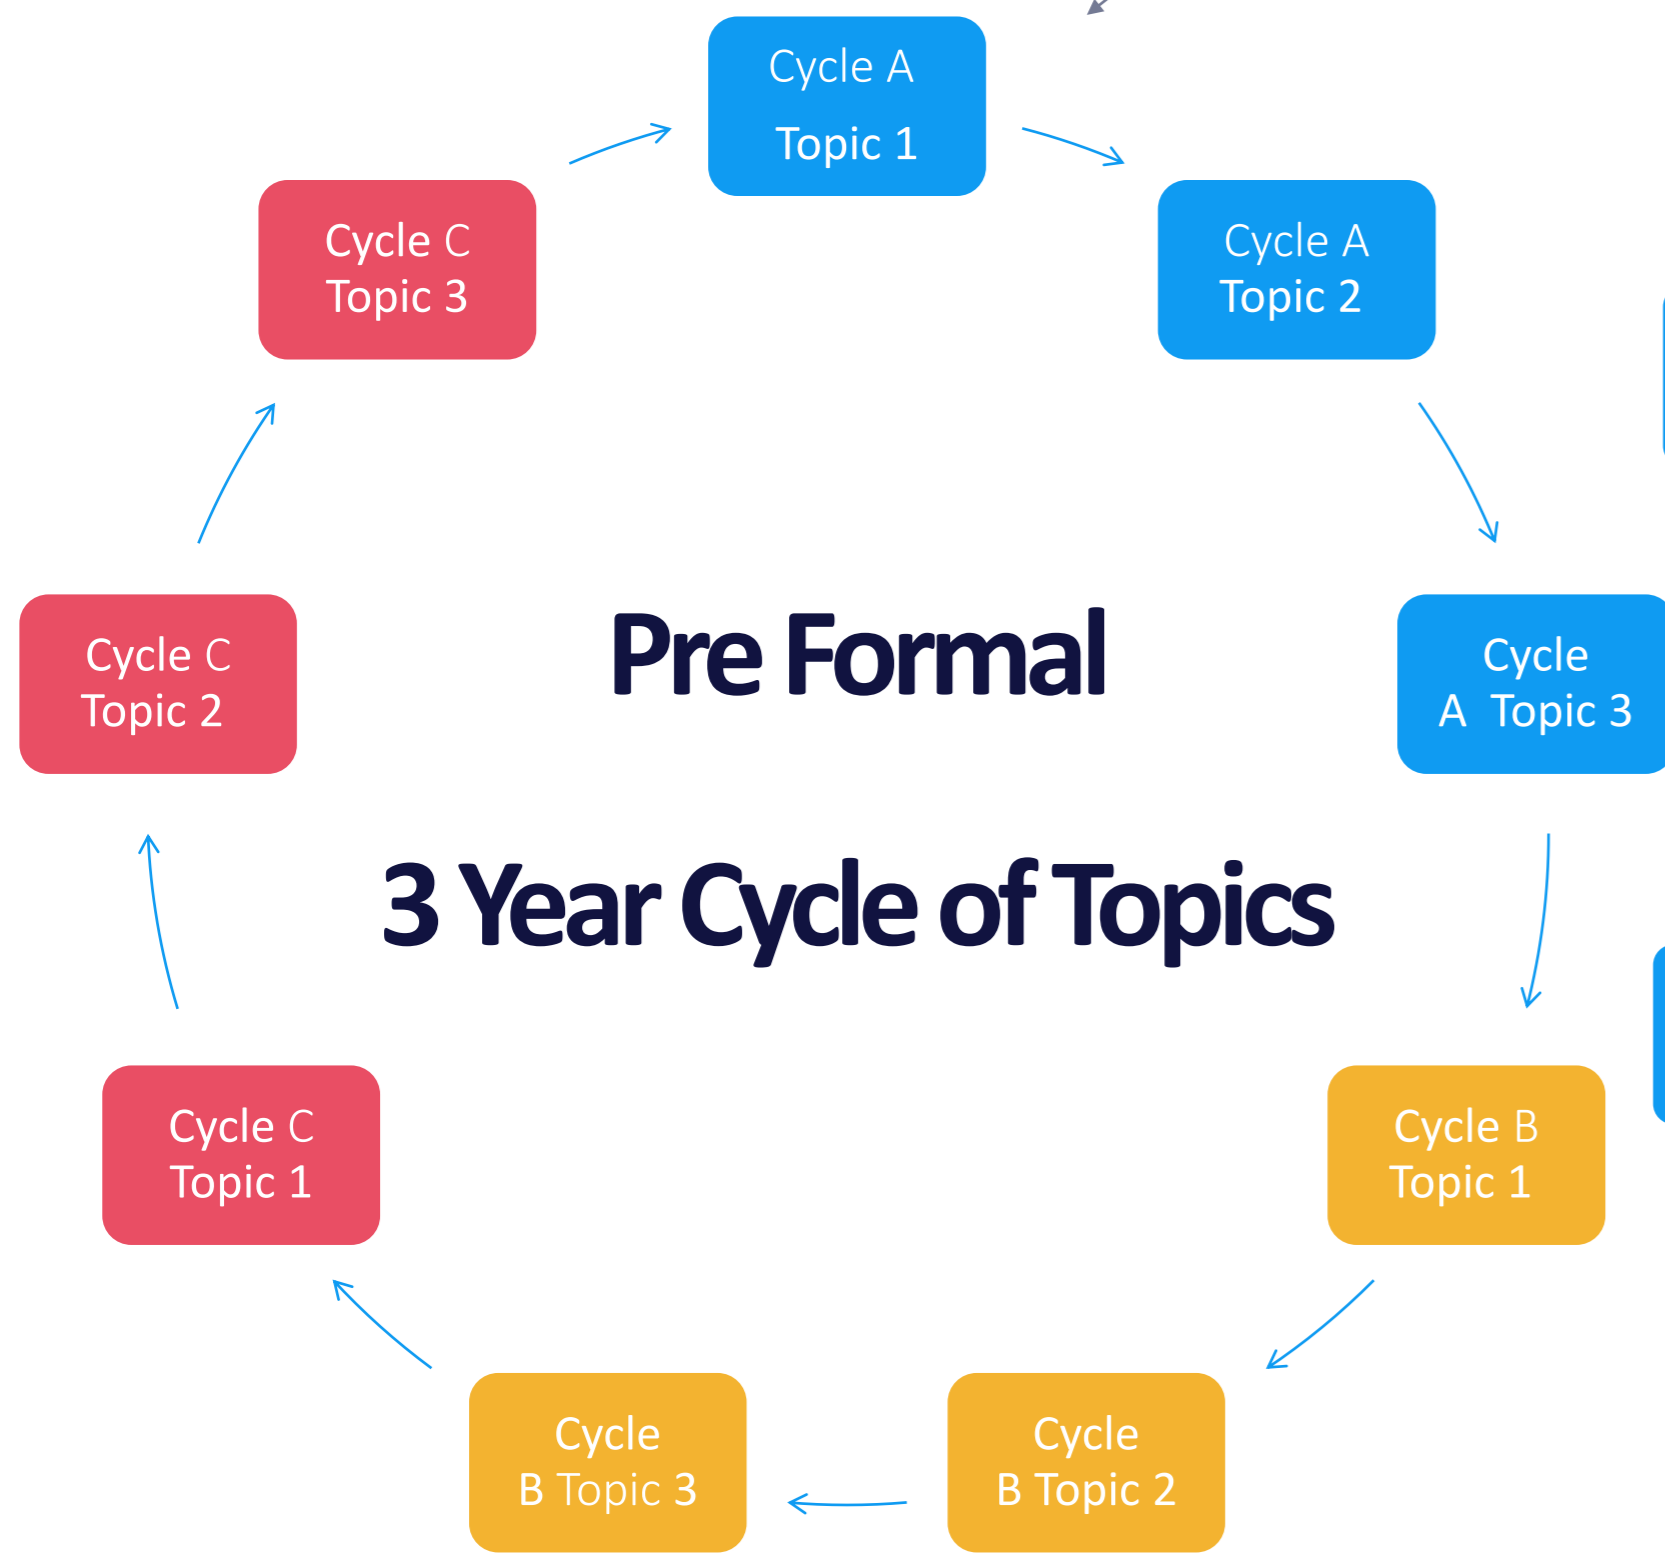 Cycle A
Topic 1
Cycle A
Topic 2
Cycle
A Topic 3
Cycle B
Topic 1
Cycle
B Topic 2
Cycle
B Topic 3
Cycle C
Topic 1
Cycle C
Topic 2
Cycle C
Topic 3
Pre Formal
3 Year Cycle of Topics